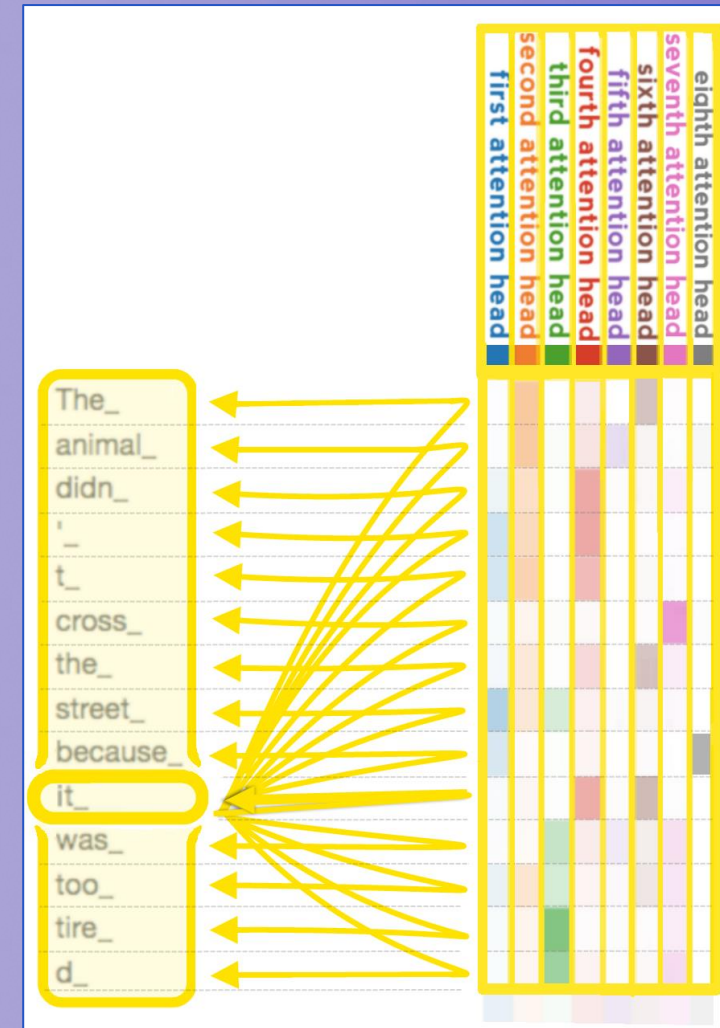 first attention head
second attention head
third attention head
fourth attention head
fifth attention head
sixth attention head
seventh attention head
eighth attention head
The_
animal_
didn_
'_
t_
cross_
the_
street_
because_
it_
was_
too_
tire_
d_